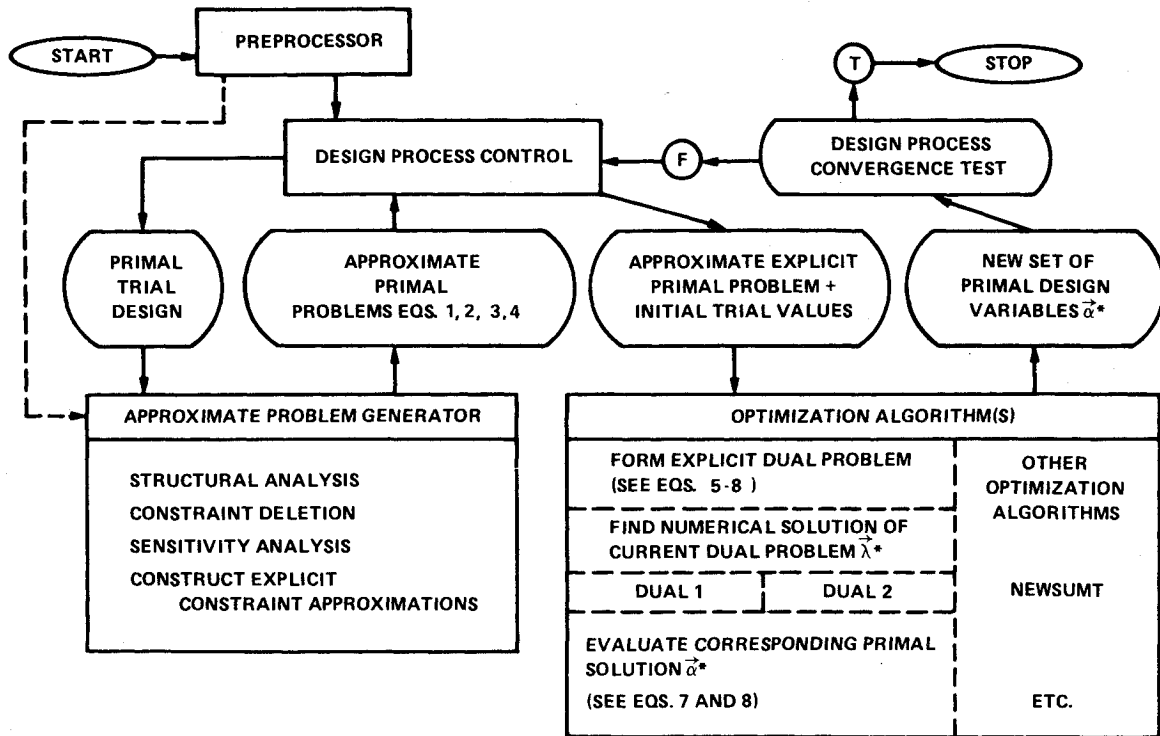 START
PREPROCESSOR
T
STOP
DESIGN PROCESS CONTROL
F
DESIGN PROCESS
CONVERGENCE TEST
PRIMAL
TRIAL
DESIGN
APPROXIMATE
PRIMAL
PROBLEMS EQS. 1, 2, 3, 4
APPROXIMATE EXPLICIT
PRIMAL PROBLEM +
INITIAL TRIAL VALUES
NEW SET OF
PRIMAL DESIGN
VARIABLES α⃗*
APPROXIMATE PROBLEM GENERATOR
STRUCTURAL ANALYSIS
CONSTRAINT DELETION
SENSITIVITY ANALYSIS
CONSTRUCT EXPLICIT
CONSTRAINT APPROXIMATIONS
OPTIMIZATION ALGORITHM(S)
FORM EXPLICIT DUAL PROBLEM
(SEE EQS. 5-8 )
FIND NUMERICAL SOLUTION OF
CURRENT DUAL PROBLEM λ⃗*
DUAL 1
DUAL 2
EVALUATE CORRESPONDING PRIMAL
SOLUTION α⃗*
(SEE EQS. 7 AND 8)
OTHER
OPTIMIZATION
ALGORITHMS
NEWSUMT
ETC.